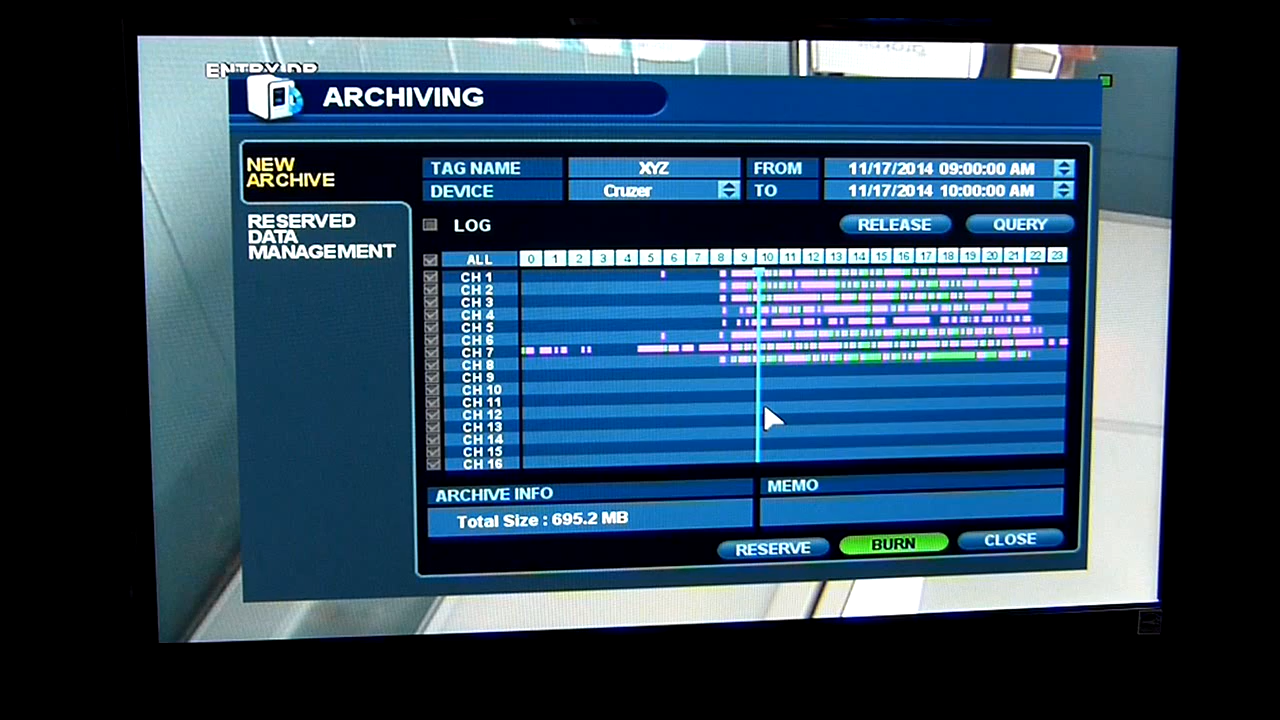 ENTRY DR
ARCHIVING
NEW
ARCHIVE
RESERVED
DATA
MANAGEMENT
TAG NAME XYZ FROM 11/17/2014 09:00:00 AM
DEVICE Cruzer TO 11/17/2014 10:00:00 AM
LOG RELEASE QUERY
ALL 0 1 2 3 4 5 6 7 8 9 10 11 12 13 14 15 16 17 18 19 20 21 22 23
CH 1
CH 2
CH 3
CH 4
CH 5
CH 6
CH 7
CH 8
CH 9
CH 10
CH 11
CH 12
CH 13
CH 14
CH 15
CH 16
ARCHIVE INFO MEMO
Total Size : 695.2 MB
RESERVE BURN CLOSE